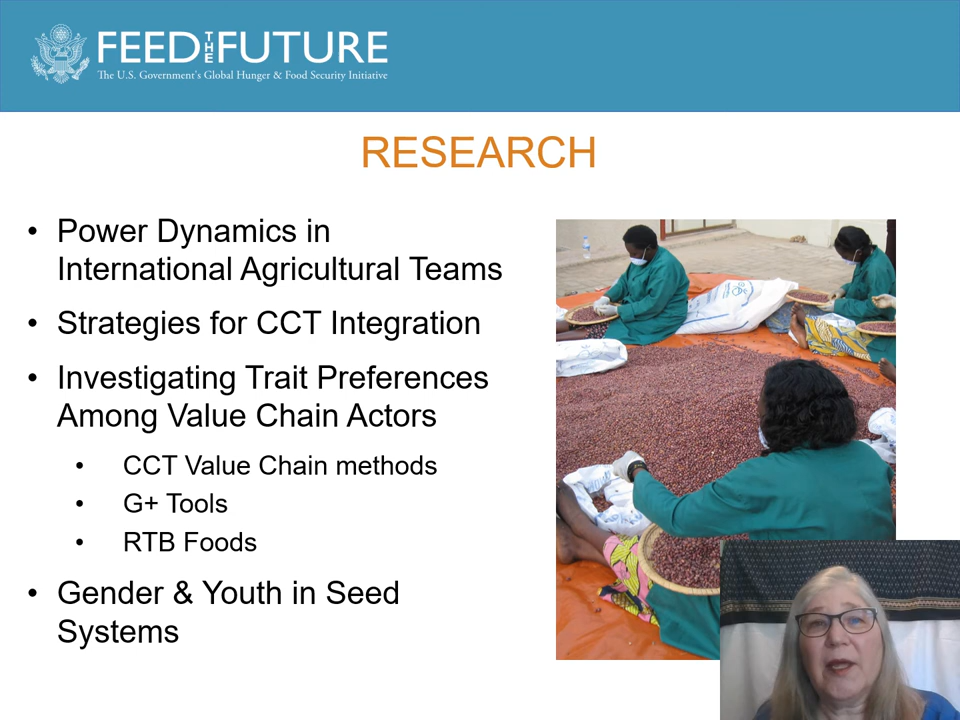 FEED THE FUTURE
The U.S. Government's Global Hunger & Food Security Initiative
RESEARCH
• Power Dynamics in
International Agricultural Teams
• Strategies for CCT Integration
• Investigating Trait Preferences
Among Value Chain Actors
• CCT Value Chain methods
• G+ Tools
• RTB Foods
• Gender & Youth in Seed
Systems